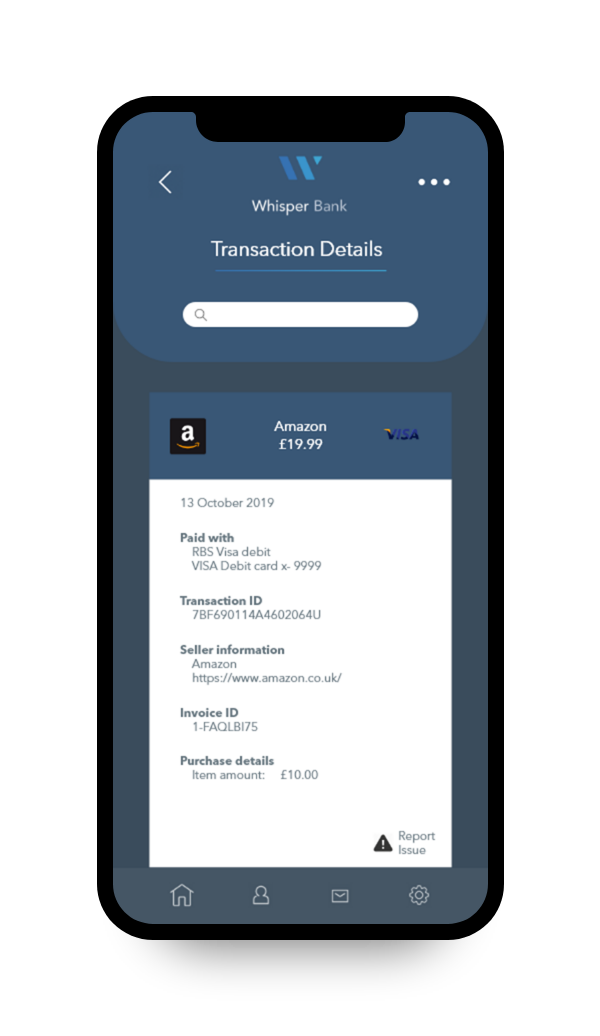 Whisper Bank
Transaction Details
a
Amazon
£19.99
VISA
13 October 2019
Paid with
RBS Visa debit
VISA Debit card x- 9999
Transaction ID
7BF690114A4602064U
Seller information
Amazon
https://www.amazon.co.uk/
Invoice ID
1-FAQLBI75
Purchase details
Item amount: £10.00
Report
Issue